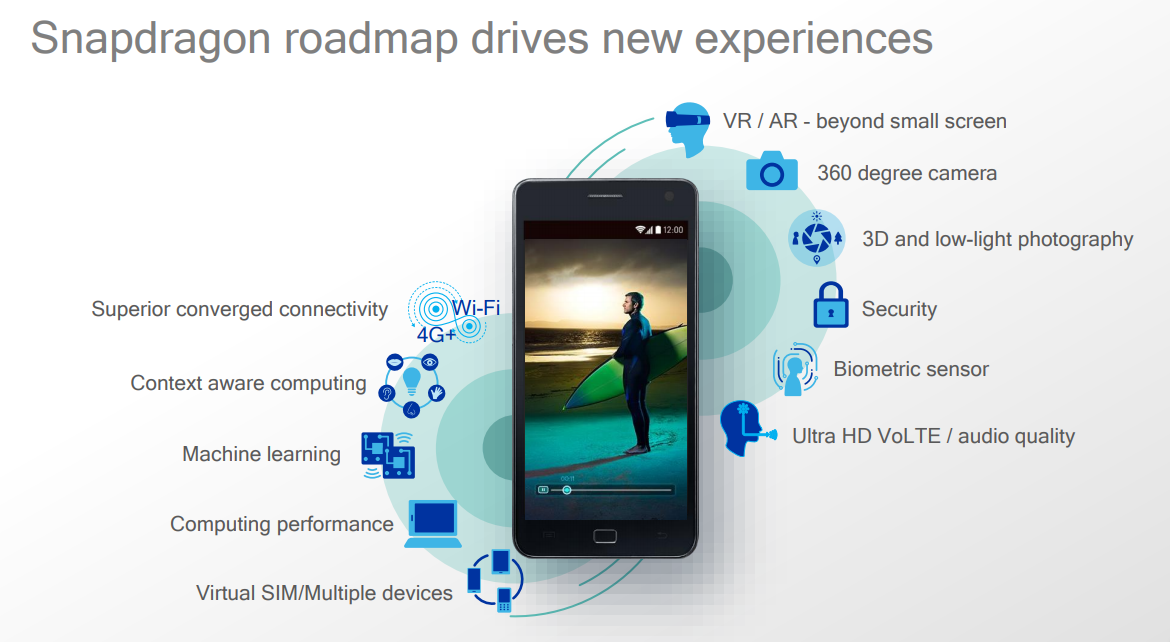 Snapdragon roadmap drives new experiences
VR / AR - beyond small screen
360 degree camera
3D and low-light photography
Security
Biometric sensor
Ultra HD VoLTE / audio quality
Superior converged connectivity
Wi-Fi
4G+
Context aware computing
Machine learning
Computing performance
Virtual SIM/Multiple devices
12:00